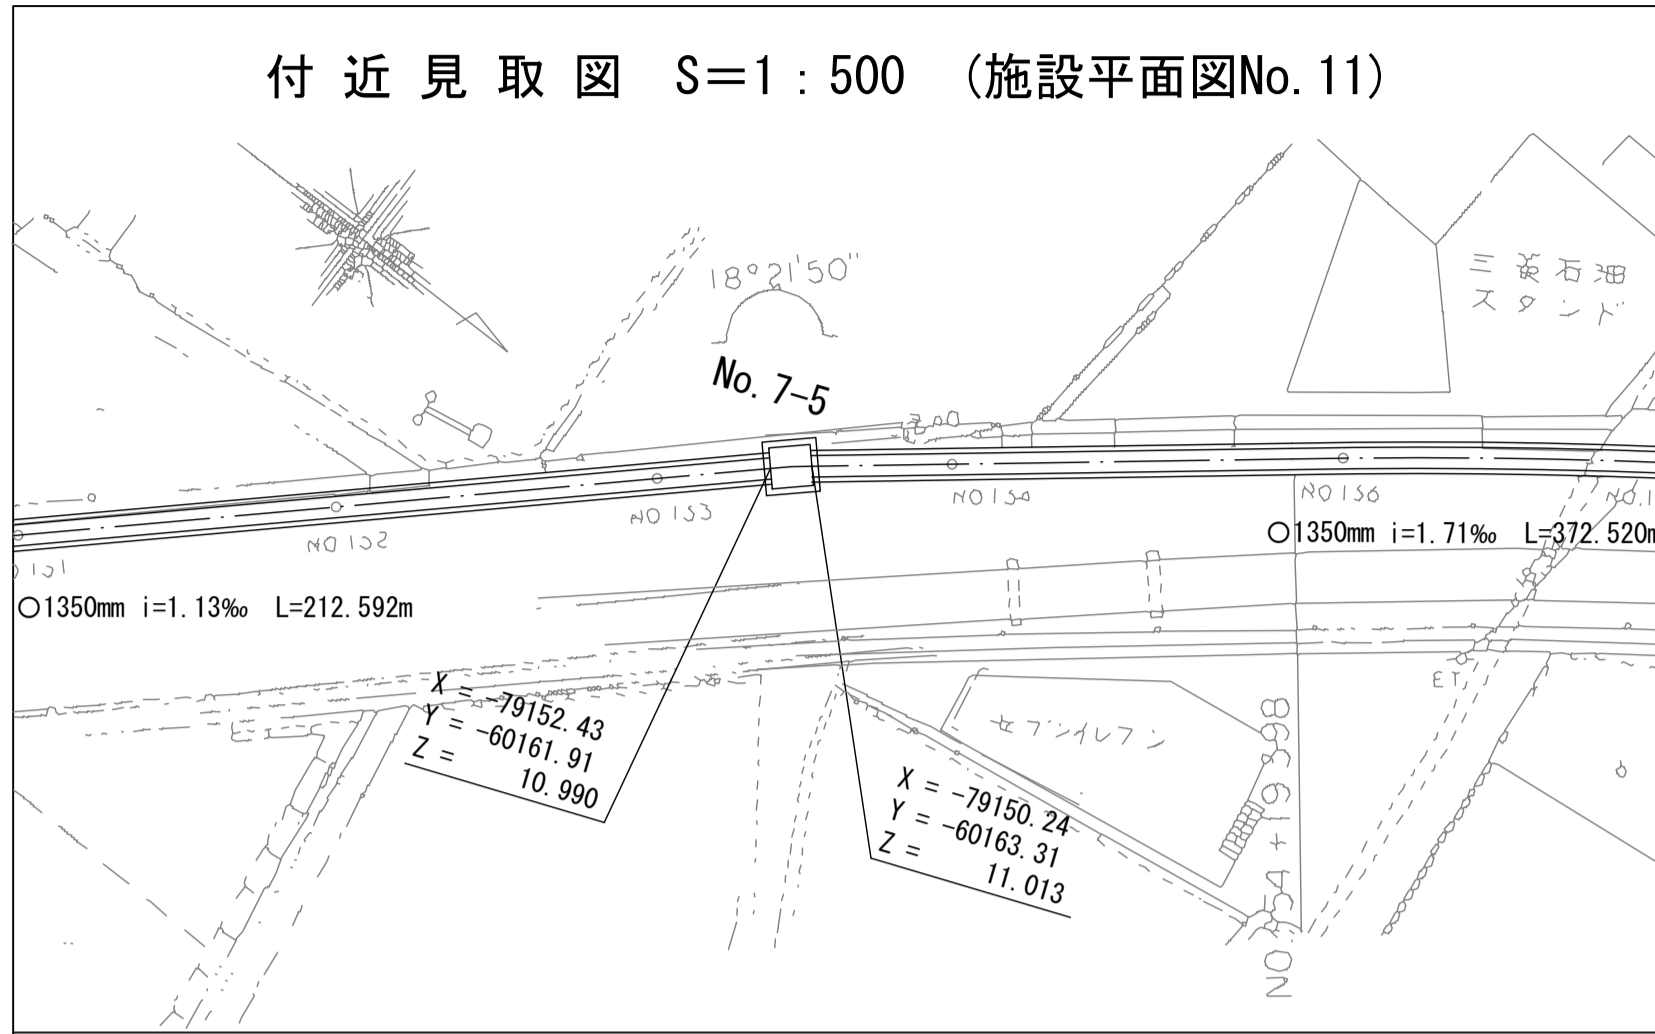 付近見取図 S=1:500 (施設平面図No.11)
18°21'50"
三菱石油
スタンド
No.7-5
NO 152
NO 153
NO 156
○1350mm i=1.71‰ L=372.520m
○1350mm i=1.13‰ L=212.592m
X = -79152.43
Y = -60161.91
Z = 10.990
セブンイレブン
X = -79150.24
Y = -60163.31
Z = 11.013